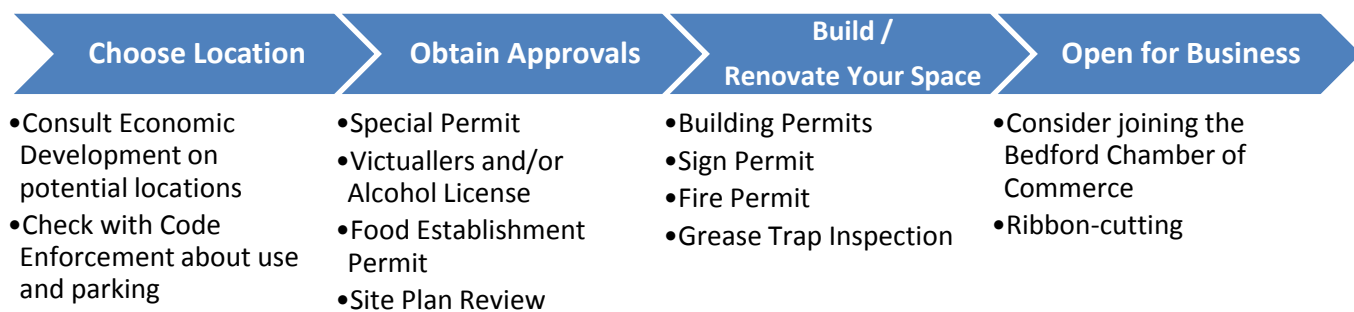 Choose Location
Obtain Approvals
Build /
Renovate Your Space
Open for Business
•Consult Economic
Development on
potential locations
•Check with Code
Enforcement about use
and parking
•Special Permit
•Victuallers and/or
Alcohol License
•Food Establishment
Permit
•Site Plan Review
•Building Permits
•Sign Permit
•Fire Permit
•Grease Trap Inspection
•Consider joining the
Bedford Chamber of
Commerce
•Ribbon-cutting